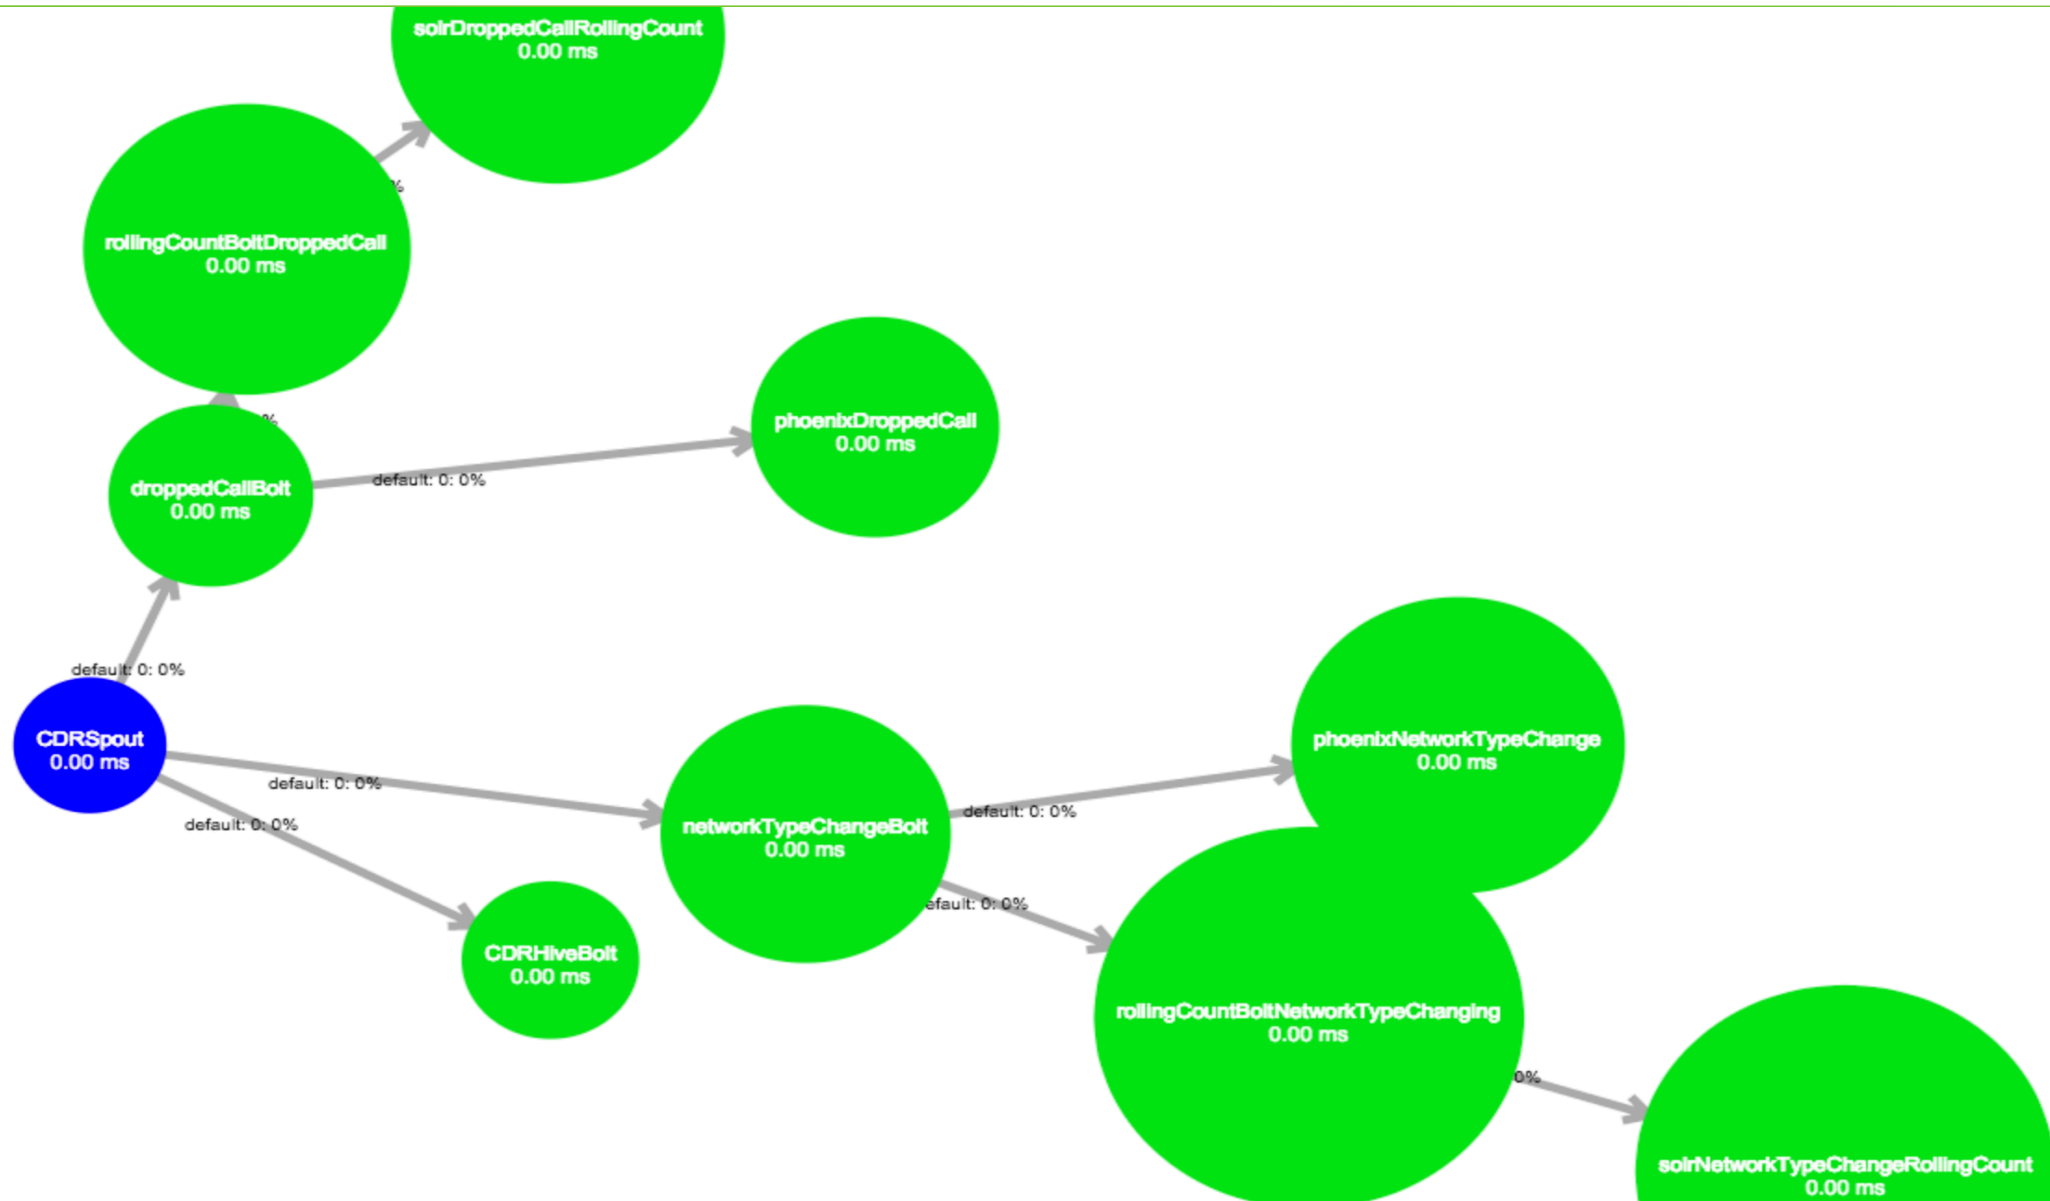 solrDroppedCallRollingCount
0.00 ms
%
rollingCountBoltDroppedCall
0.00 ms
%
phoenixDroppedCall
0.00 ms
default: 0: 0%
droppedCallBolt
0.00 ms
default: 0: 0%
CDRSpout
0.00 ms
default: 0: 0%
default: 0: 0%
phoenixNetworkTypeChange
0.00 ms
default: 0: 0%
networkTypeChangeBolt
0.00 ms
efault: 0: 0%
CDRHiveBolt
0.00 ms
rollingCountBoltNetworkTypeChanging
0.00 ms
0%
solrNetworkTypeChangeRollingCount
0.00 ms